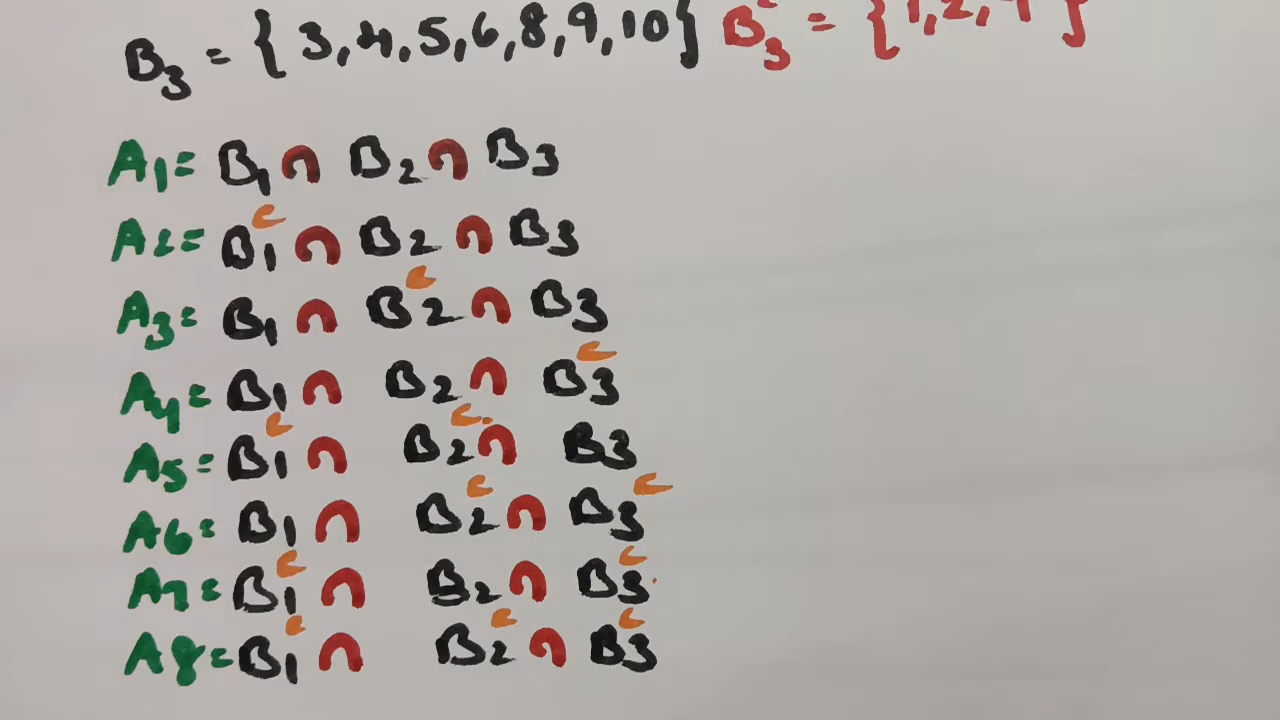 B₃ = {3,4,5,6,8,9,10} B₃ᶜ = {1,2,7}
A₁= B₁ ∩ B₂ ∩ B₃
A₂= B₁ᶜ ∩ B₂ ∩ B₃
A₃= B₁ ∩ B₂ᶜ ∩ B₃
A₄= B₁ ∩ B₂ ∩ B₃ᶜ
A₅= B₁ᶜ ∩ B₂ᶜ ∩ B₃
A₆= B₁ ∩ B₂ᶜ ∩ B₃ᶜ
A₇= B₁ᶜ ∩ B₂ ∩ B₃ᶜ
A₈= B₁ᶜ ∩ B₂ᶜ ∩ B₃ᶜ